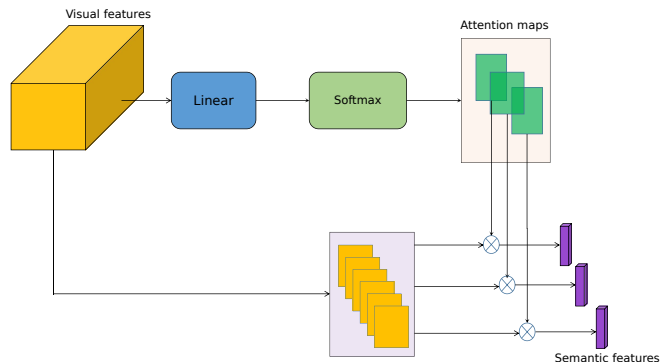 Visual features
Attention maps
Linear
Softmax
Semantic features